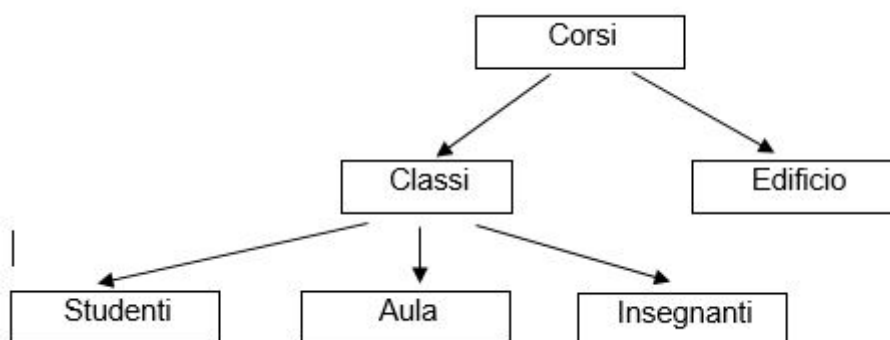 Corsi
Classi
Edificio
Studenti
Aula
Insegnanti